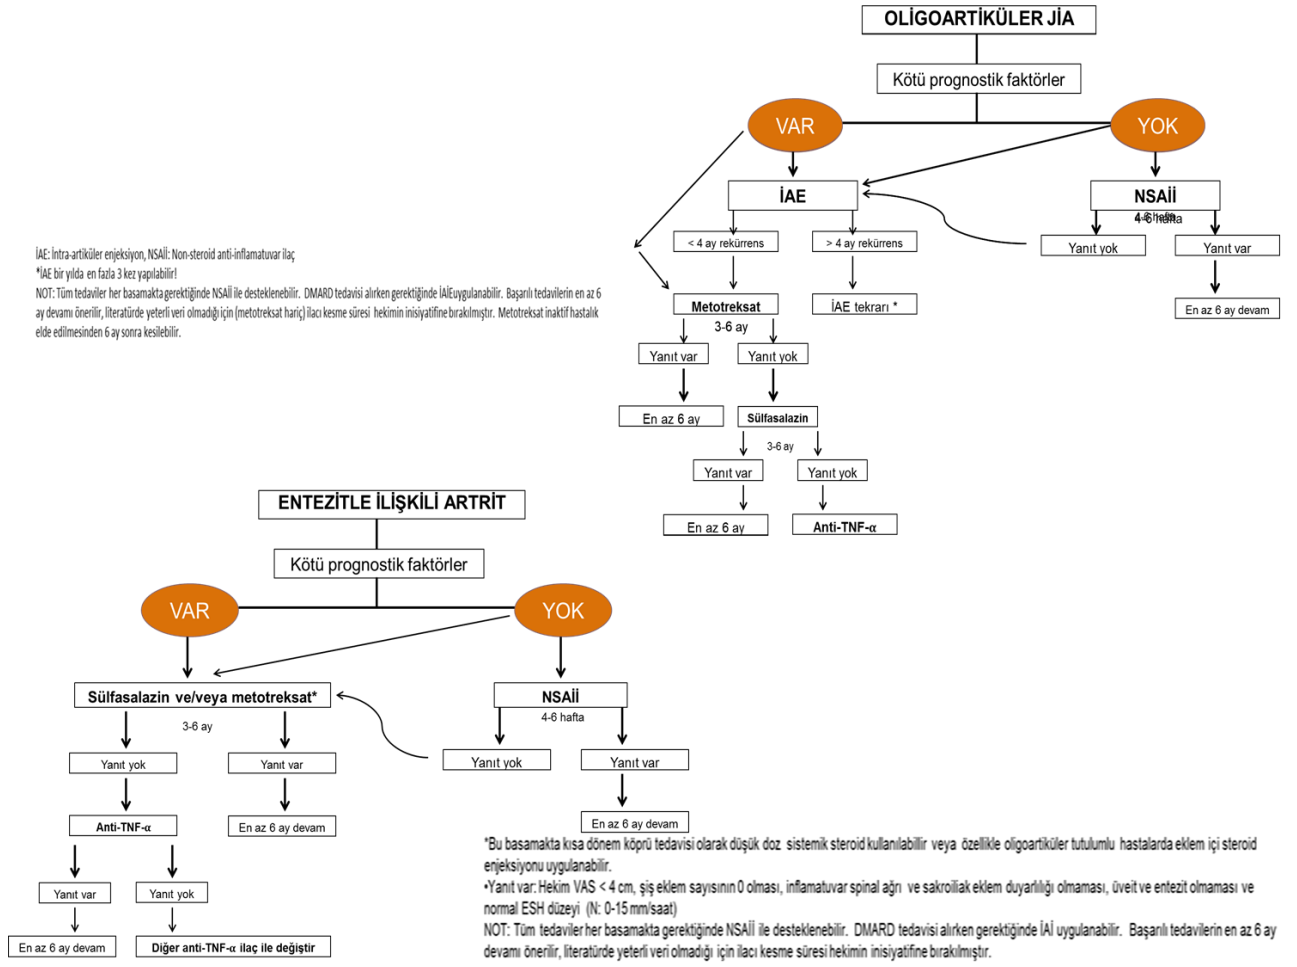 OLİGOARTİKÜLER JİA
Kötü prognostik faktörler
VAR
YOK
İAE
NSAİİ
4-6 hafta
< 4 ay rekürrens
> 4 ay rekürrens
Yanıt yok
Yanıt var
Metotreksat
İAE tekrarı *
En az 6 ay devam
3-6 ay
Yanıt var
Yanıt yok
En az 6 ay
Sülfasalazin
3-6 ay
Yanıt var
Yanıt yok
En az 6 ay
Anti-TNF-α
İAE: İntra-artiküler enjeksiyon, NSAİİ: Non-steroid anti-inflamatuvar ilaç
*İAE bir yılda en fazla 3 kez yapılabilir!
NOT: Tüm tedaviler her basamakta gerektiğinde NSAİİ ile desteklenebilir. DMARD tedavisi alırken gerektiğinde İAİEuygulanabilir. Başarılı tedavilerin en az 6
ay devamı önerilir, literatürde yeterli veri olmadığı için (metotreksat hariç) ilacı kesme süresi hekimin inisiyatifine bırakılmıştır. Metotreksat inaktif hastalık
elde edilmesinden 6 ay sonra kesilebilir.
ENTEZİTLE İLİŞKİLİ ARTRİT
Kötü prognostik faktörler
VAR
YOK
Sülfasalazin ve/veya metotreksat*
NSAİİ
3-6 ay
4-6 hafta
Yanıt yok
Yanıt var
Yanıt yok
Yanıt var
Anti-TNF-α
En az 6 ay devam
En az 6 ay devam
Yanıt var
Yanıt yok
En az 6 ay devam
Diğer anti-TNF-α ilaç ile değiştir
*Bu basamakta kısa dönem köprü tedavisi olarak düşük doz sistemik steroid kullanılabillir veya özellikle oligoartiküler tutulumlu hastalarda eklem içi steroid
enjeksiyonu uygulanabilir.
•Yanıt var: Hekim VAS < 4 cm, şiş eklem sayısının 0 olması, inflamatuvar spinal ağrı ve sakroiliak eklem duyarlılığı olmaması, üveit ve entezit olmaması ve
normal ESH düzeyi (N: 0-15 mm/saat)
NOT: Tüm tedaviler her basamakta gerektiğinde NSAİİ ile desteklenebilir. DMARD tedavisi alırken gerektiğinde İAİ uygulanabilir. Başarılı tedavilerin en az 6 ay
devamı önerilir, literatürde yeterli veri olmadığı için ilacı kesme süresi hekimin inisiyatifine bırakılmıştır.